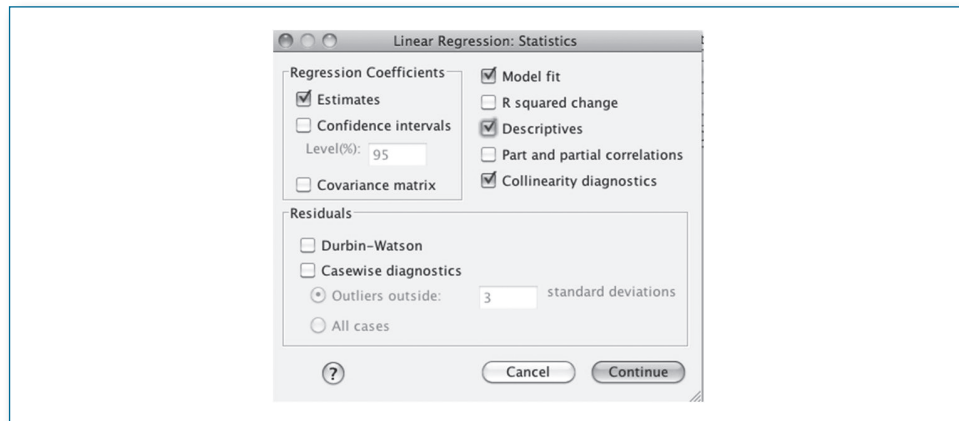 Linear Regression: Statistics
Regression Coefficients
Estimates
Confidence intervals
Level(%): 95
Covariance matrix
Model fit
R squared change
Descriptives
Part and partial correlations
Collinearity diagnostics
Residuals
Durbin-Watson
Casewise diagnostics
Outliers outside: 3 standard deviations
All cases
? Cancel Continue